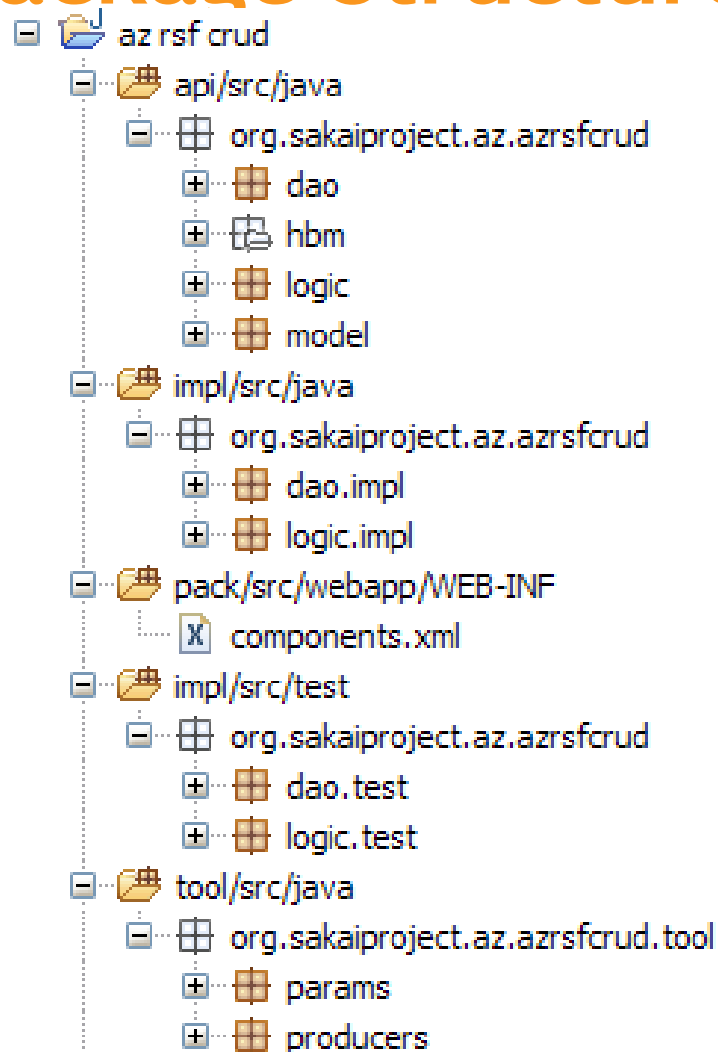 az rsf crud
api/src/java
org.sakaiproject.az.azrsfcrud
dao
hbm
logic
model
impl/src/java
org.sakaiproject.az.azrsfcrud
dao.impl
logic.impl
pack/src/webapp/WEB-INF
components.xml
impl/src/test
org.sakaiproject.az.azrsfcrud
dao.test
logic.test
tool/src/java
org.sakaiproject.az.azrsfcrud.tool
params
producers